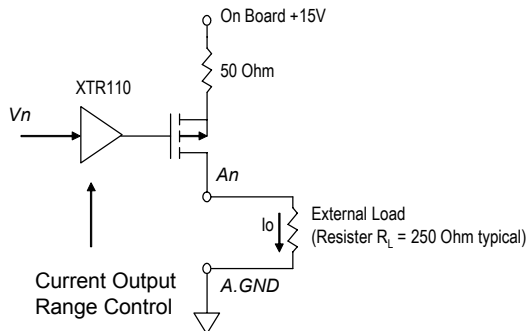 On Board +15V
50 Ohm
XTR110
Vn
An
Io
External Load
(Resister RL = 250 Ohm typical)
Current Output
Range Control
A.GND